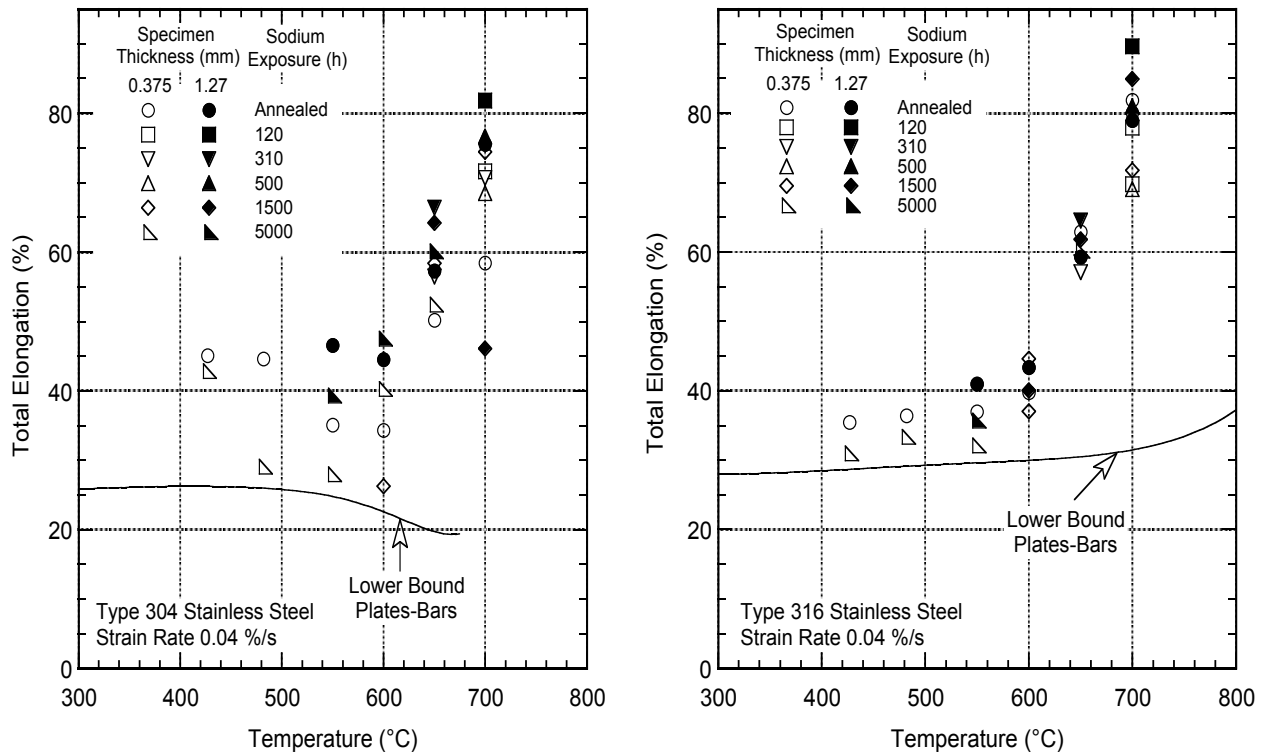 Specimen Sodium
Thickness (mm) Exposure (h)
0.375 1.27
Annealed
120
310
500
1500
5000
Total Elongation (%)
80
60
40
20
0
Lower Bound
Plates-Bars
Type 304 Stainless Steel
Strain Rate 0.04 %/s
300 400 500 600 700 800
Temperature (°C)
Specimen Sodium
Thickness (mm) Exposure (h)
0.375 1.27
Annealed
120
310
500
1500
5000
Total Elongation (%)
80
60
40
20
0
Lower Bound
Plates-Bars
Type 316 Stainless Steel
Strain Rate 0.04 %/s
300 400 500 600 700 800
Temperature (°C)